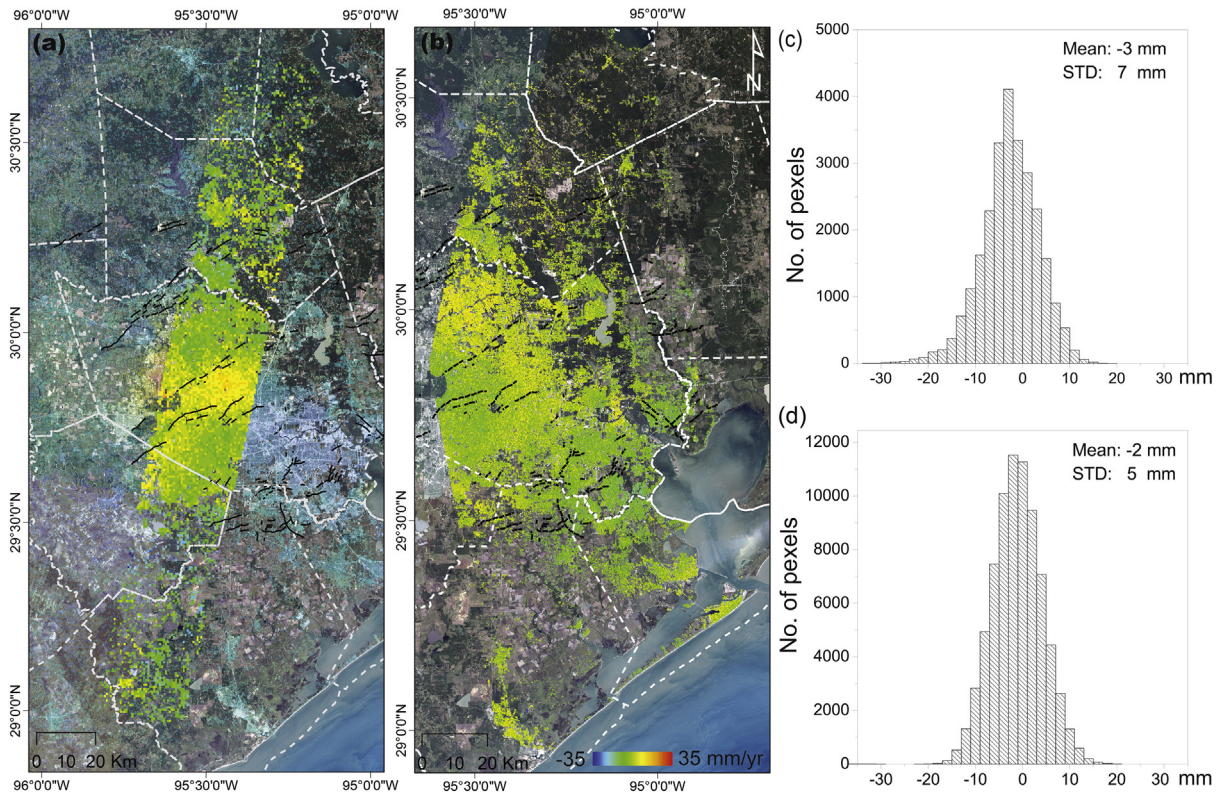 96°0'0"W 95°30'0"W 95°0'0"W
95°30'0"W 95°0'0"W
(a)
30°30'0"N
30°0'0"N
29°30'0"N
29°0'0"N
0 10 20 Km
96°0'0"W 95°30'0"W 95°0'0"W
(b)
N
30°30'0"N
30°0'0"N
29°30'0"N
29°0'0"N
0 10 20 Km
-35 35 mm/yr
95°30'0"W 95°0'0"W
(c)
Mean: -3 mm
STD: 7 mm
No. of pexels
5000
4000
3000
2000
1000
0
-30 -20 -10 0 10 20 30 mm
(d)
Mean: -2 mm
STD: 5 mm
No. of pexels
12000
10000
8000
6000
4000
2000
0
-30 -20 -10 0 10 20 30 mm